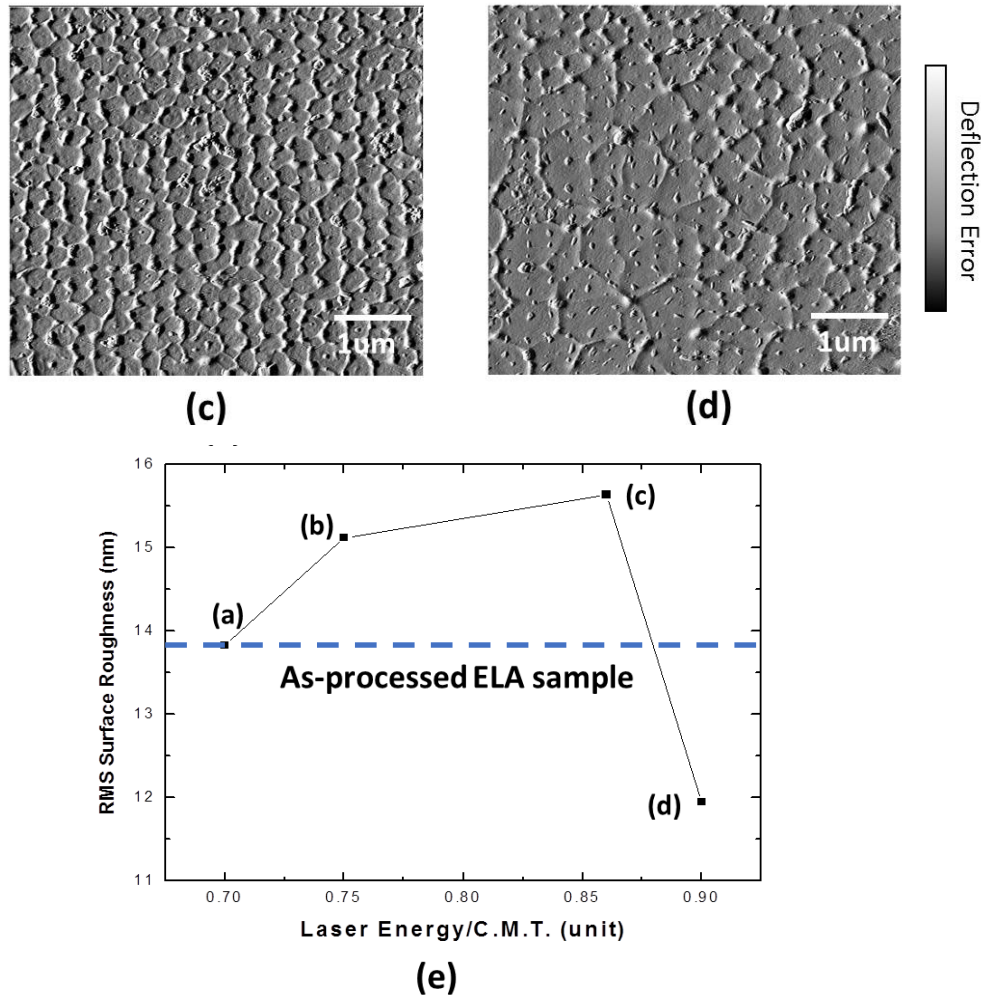 1um
1um
Deflection Error
(c)
(d)
16
15
14
13
12
11
RMS Surface Roughness (nm)
(a)
(b)
(c)
(d)
As-processed ELA sample
0.70
0.75
0.80
0.85
0.90
Laser Energy/C.M.T. (unit)
(e)